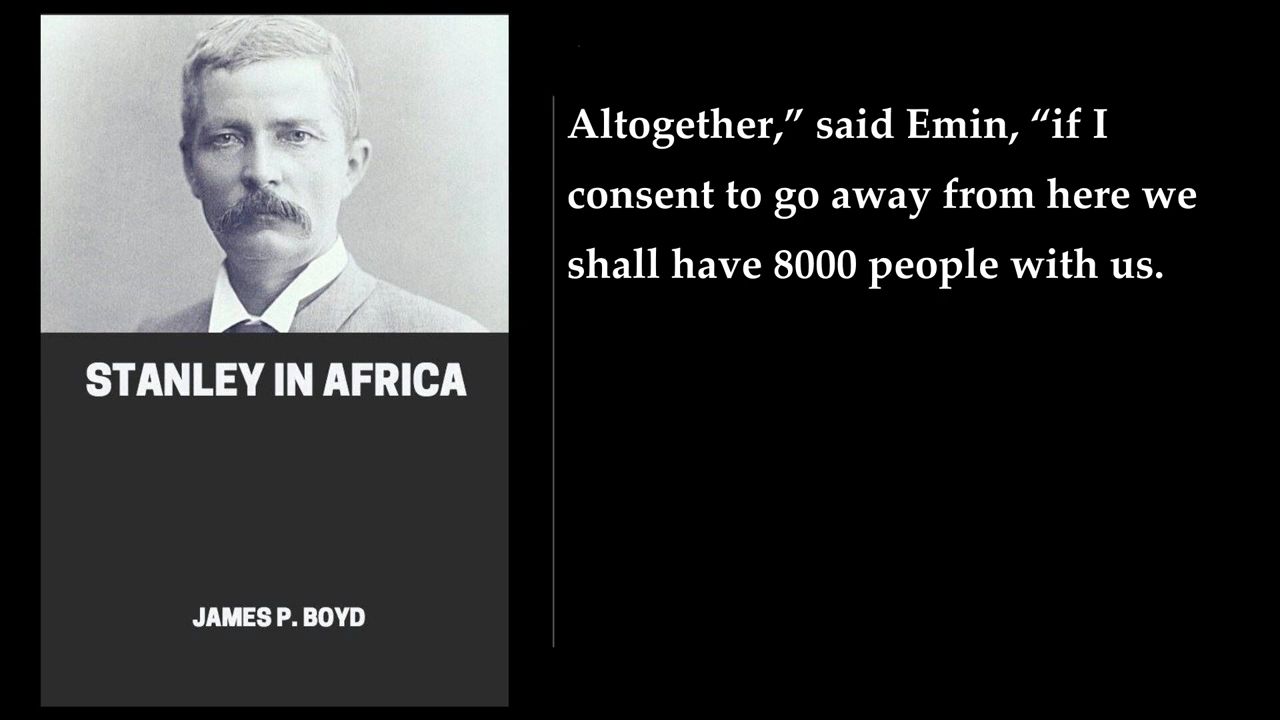 STANLEY IN AFRICA
JAMES P. BOYD
Altogether,” said Emin, “if I
consent to go away from here we
shall have 8000 people with us.